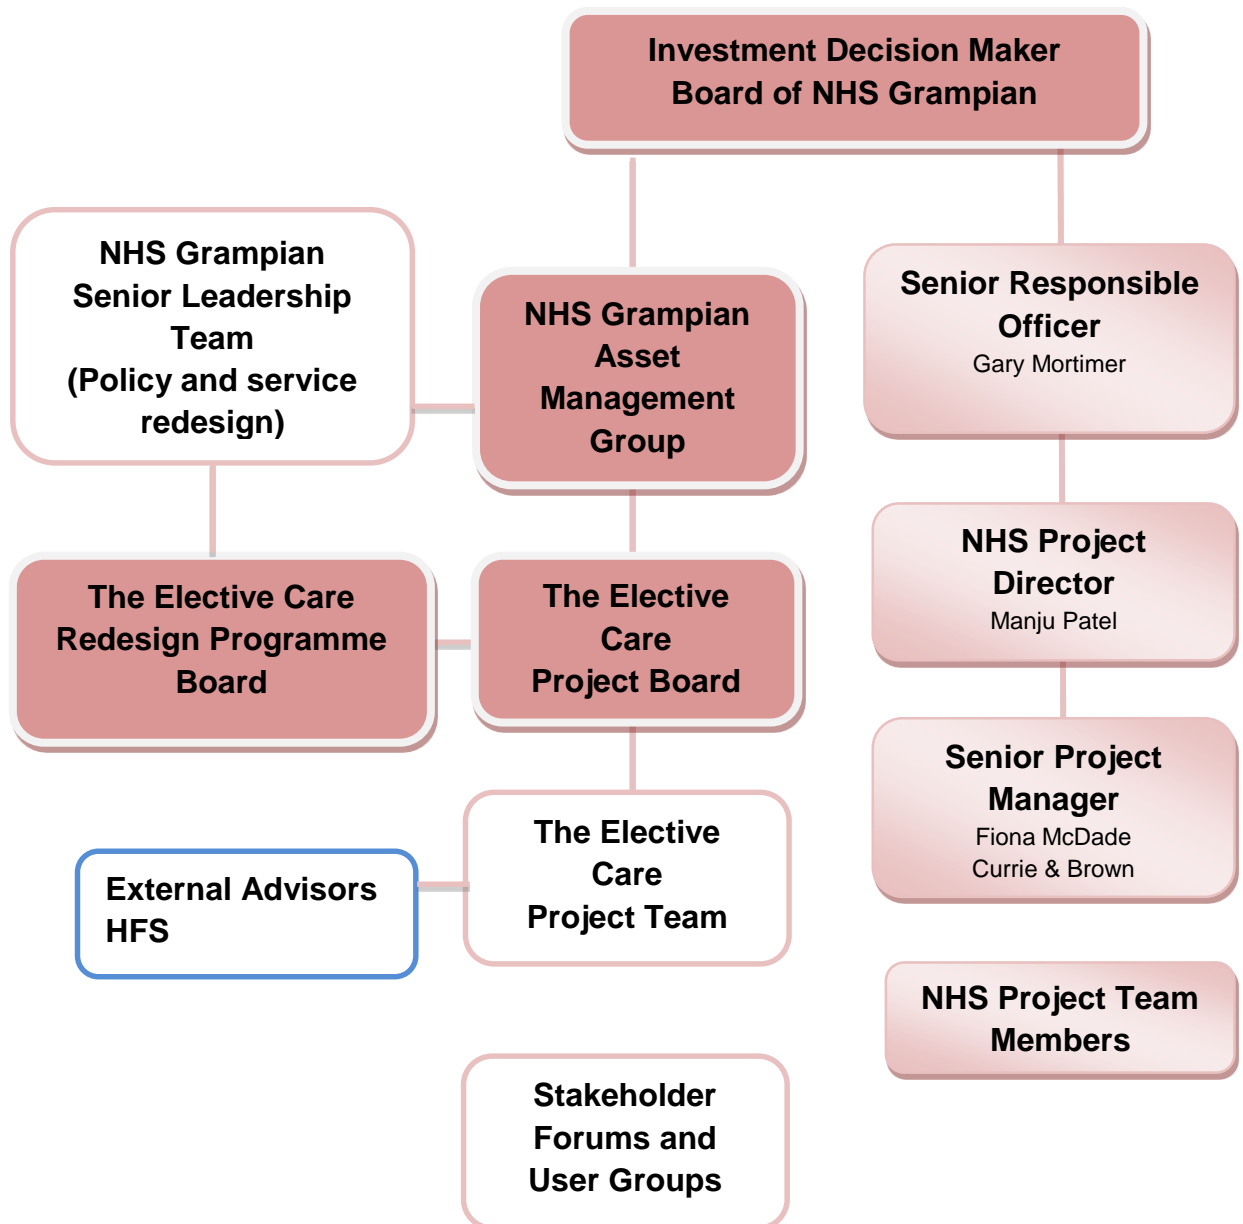 Investment Decision Maker
Board of NHS Grampian
NHS Grampian
Senior Leadership
Team
(Policy and service
redesign)
NHS Grampian
Asset
Management
Group
Senior Responsible
Officer
Gary Mortimer
NHS Project
Director
Manju Patel
The Elective Care
Redesign Programme
Board
The Elective
Care
Project Board
Senior Project
Manager
Fiona McDade
Currie & Brown
The Elective
Care
Project Team
External Advisors
HFS
NHS Project Team
Members
Stakeholder
Forums and
User Groups